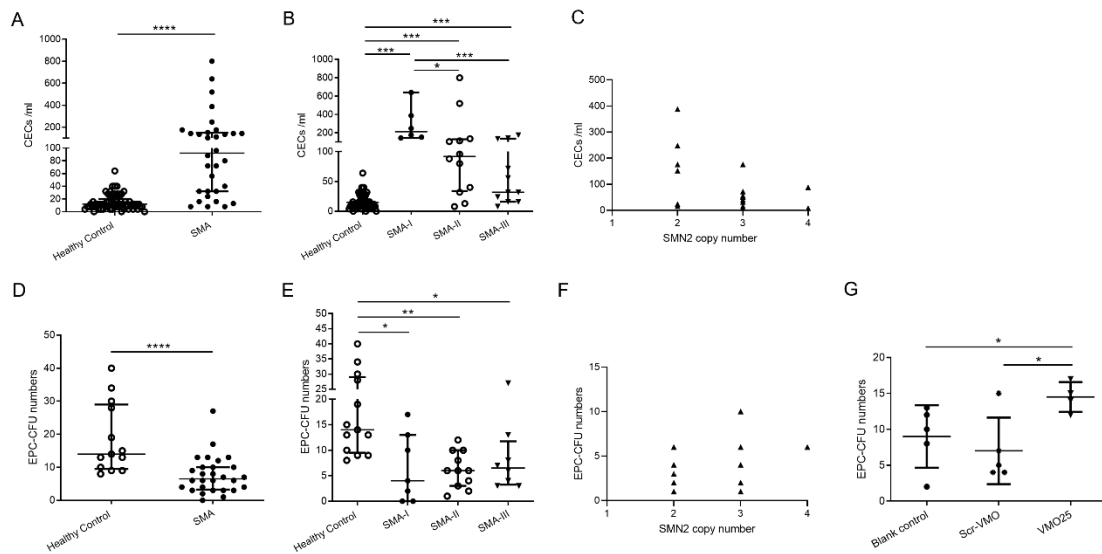 A
****
1000
800
600
400
200
100
80
60
40
20
0
CECs /ml
Healthy Control
SMA
B
***
***
***
***
*
1000
800
600
400
200
100
50
0
CECs /ml
Healthy Control
SMA-I
SMA-II
SMA-III
C
500
400
300
200
100
0
CECs /ml
1 2 3 4
SMN2 copy number
D
****
50
40
30
20
10
0
EPC-CFU numbers
Healthy Control
SMA
E
*
**
*
50
45
40
35
30
25
20
15
10
5
0
EPC-CFU numbers
Healthy Control
SMA-I
SMA-II
SMA-III
F
15
10
5
0
EPC-CFU numbers
1 2 3 4
SMN2 copy number
G
*
*
20
15
10
5
0
EPC-CFU numbers
Blank control
Scr-VMO
VMO25